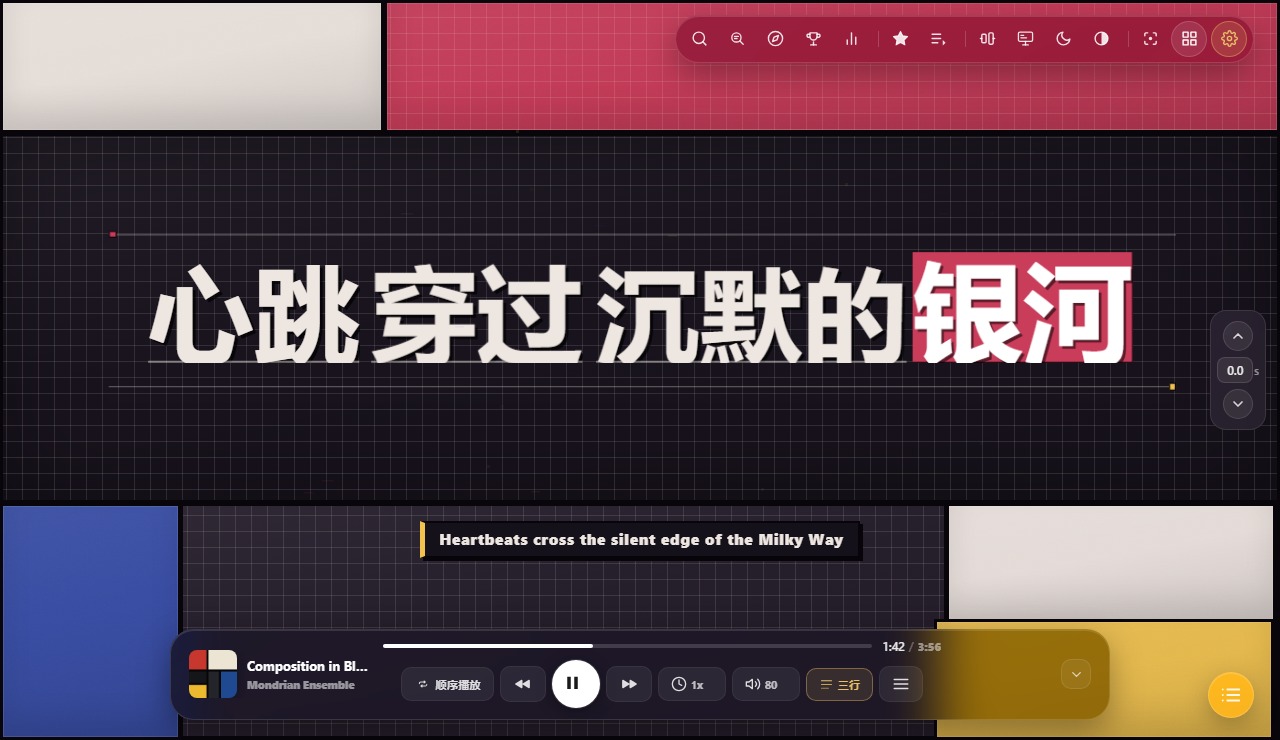 心跳穿过沉默的银河
0.0 s
Heartbeats cross the silent edge of the Milky Way
Composition in Bl...
Mondrian Ensemble
1:42 / 3:56
顺序播放
1x
80
三行